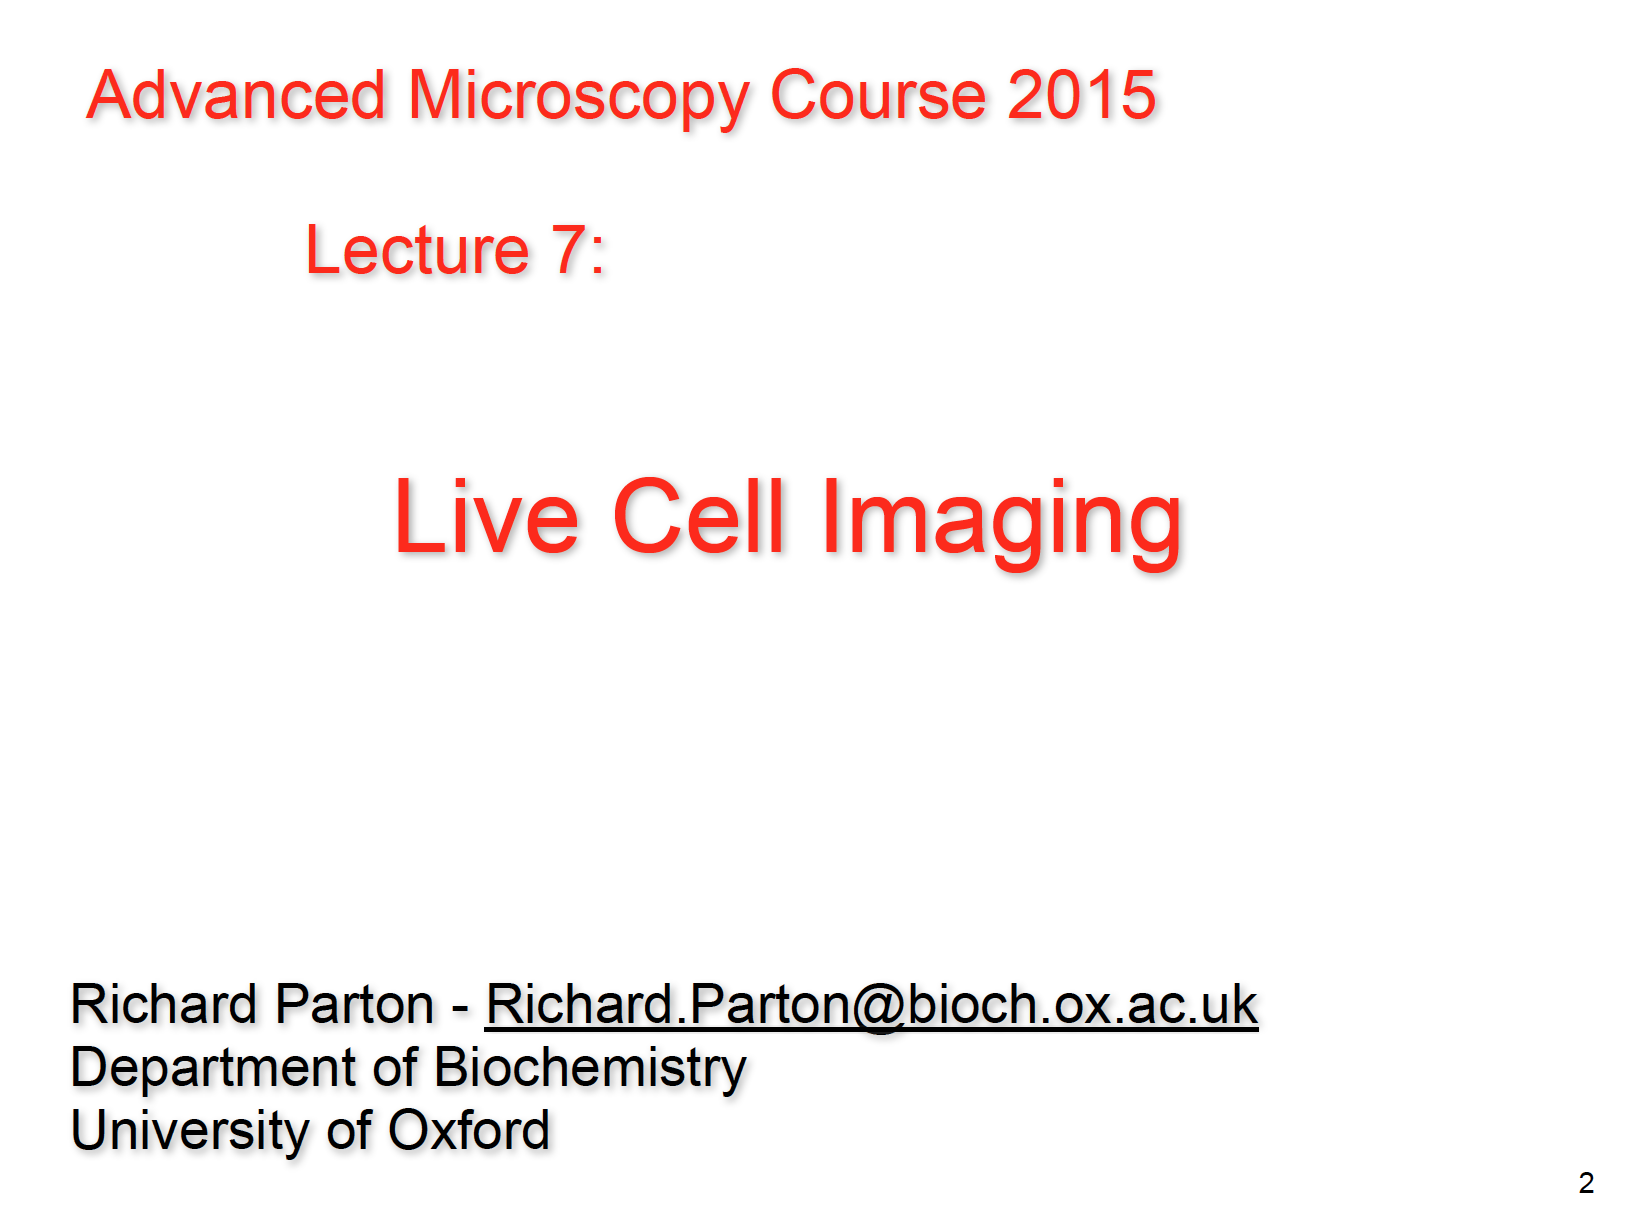 Advanced Microscopy Course 2015
Lecture 7:
Live Cell Imaging
Richard Parton - Richard.Parton@bioch.ox.ac.uk
Department of Biochemistry
University of Oxford
2